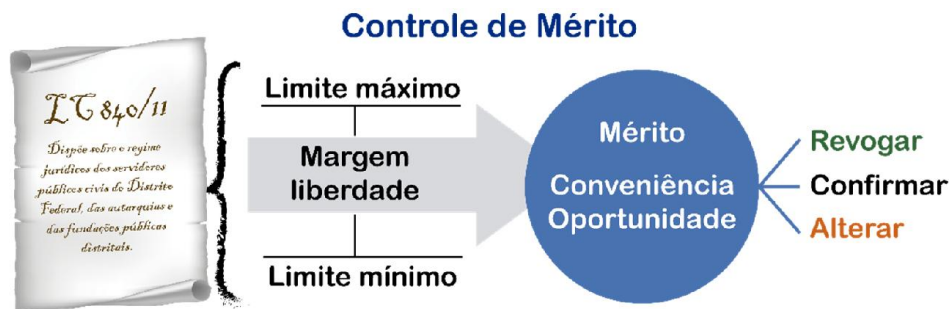 Controle de Mérito
LC 840/11
Dispõe sobre o regime
jurídicos dos servidores
públicos civis do Distrito
Federal, das autarquias e
das fundações públicas
distritais.
Limite máximo
Margem
liberdade
Limite mínimo
Mérito
Conveniência
Oportunidade
Revogar
Confirmar
Alterar